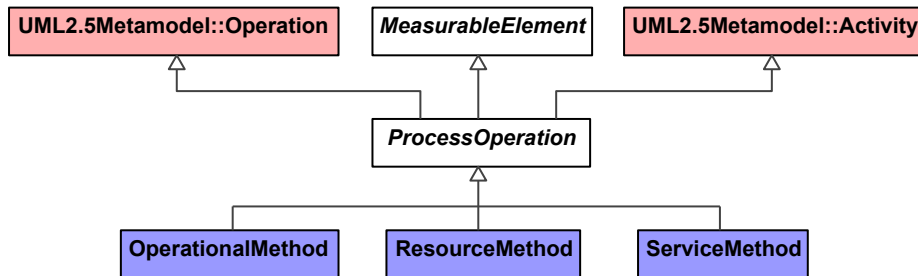 UML2.5Metamodel::Operation
MeasurableElement
UML2.5Metamodel::Activity
ProcessOperation
OperationalMethod
ResourceMethod
ServiceMethod